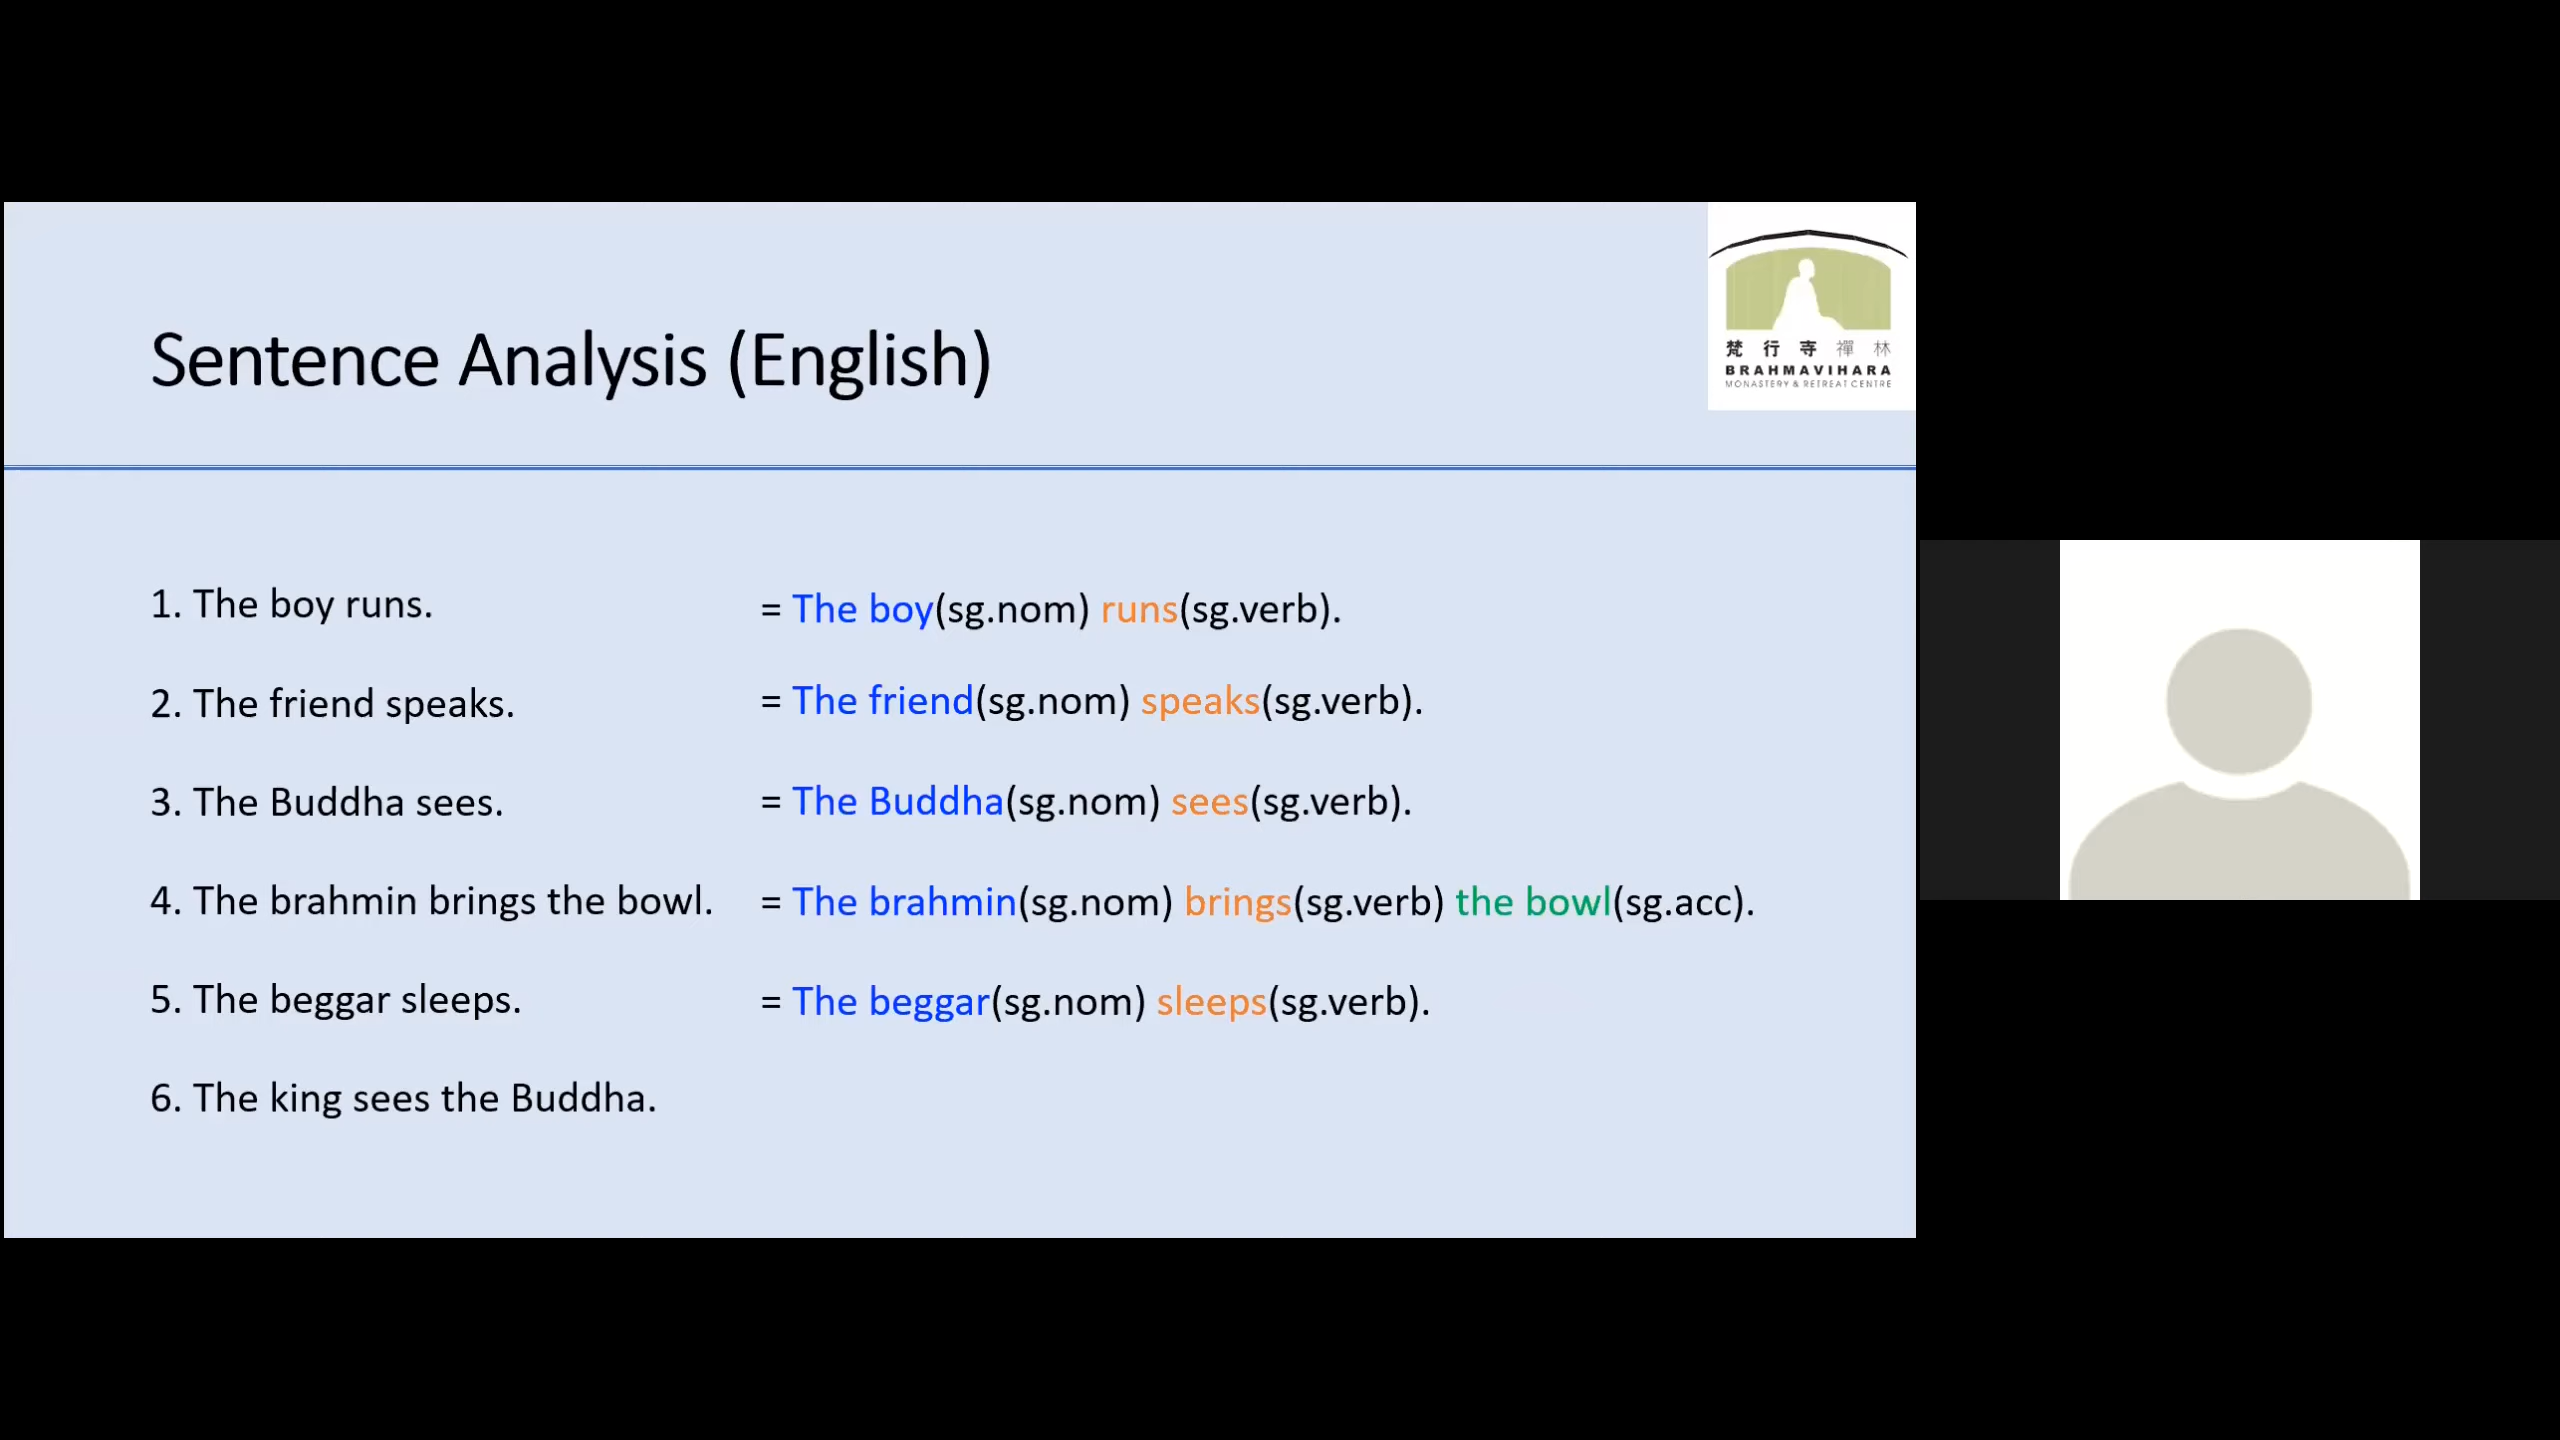 Sentence Analysis (English)
梵行寺禪林
BRAHMAVIHARA
MONASTERY & RETREAT CENTRE
1. The boy runs. = The boy(sg.nom) runs(sg.verb).
2. The friend speaks. = The friend(sg.nom) speaks(sg.verb).
3. The Buddha sees. = The Buddha(sg.nom) sees(sg.verb).
4. The brahmin brings the bowl. = The brahmin(sg.nom) brings(sg.verb) the bowl(sg.acc).
5. The beggar sleeps. = The beggar(sg.nom) sleeps(sg.verb).
6. The king sees the Buddha.